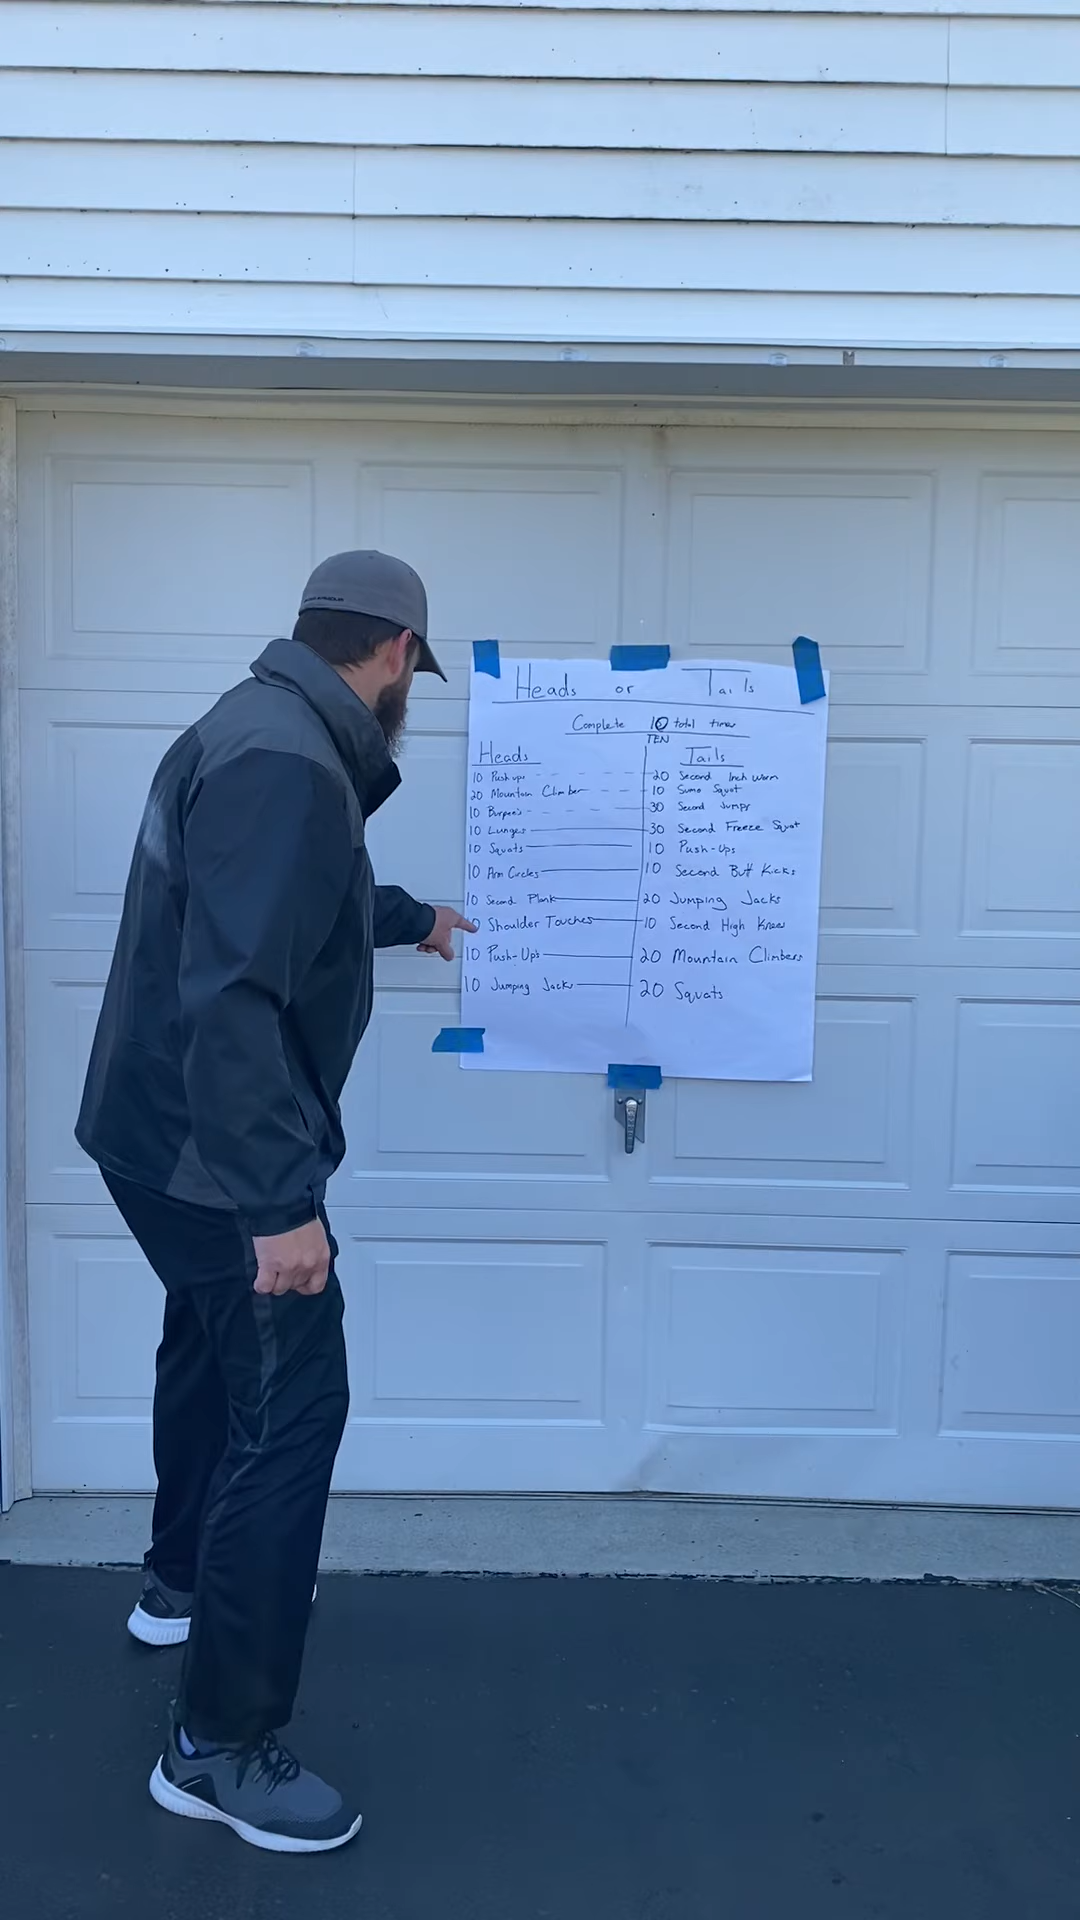 Heads or Tails
Complete 10 total times
TEN
Heads Tails
10 Push ups 20 Second Inch Worm
20 Mountain Climber 10 Sumo Squat
10 Burpee's 30 Second Jumps
10 Lunges 30 Second Freeze Squat
10 Squats 10 Push-Ups
10 Arm Circles 10 Second Butt Kicks
10 Second Plank 20 Jumping Jacks
10 Shoulder Touches 10 Second High Knees
10 Push-Up's 20 Mountain Climbers
10 Jumping Jacks 20 Squats